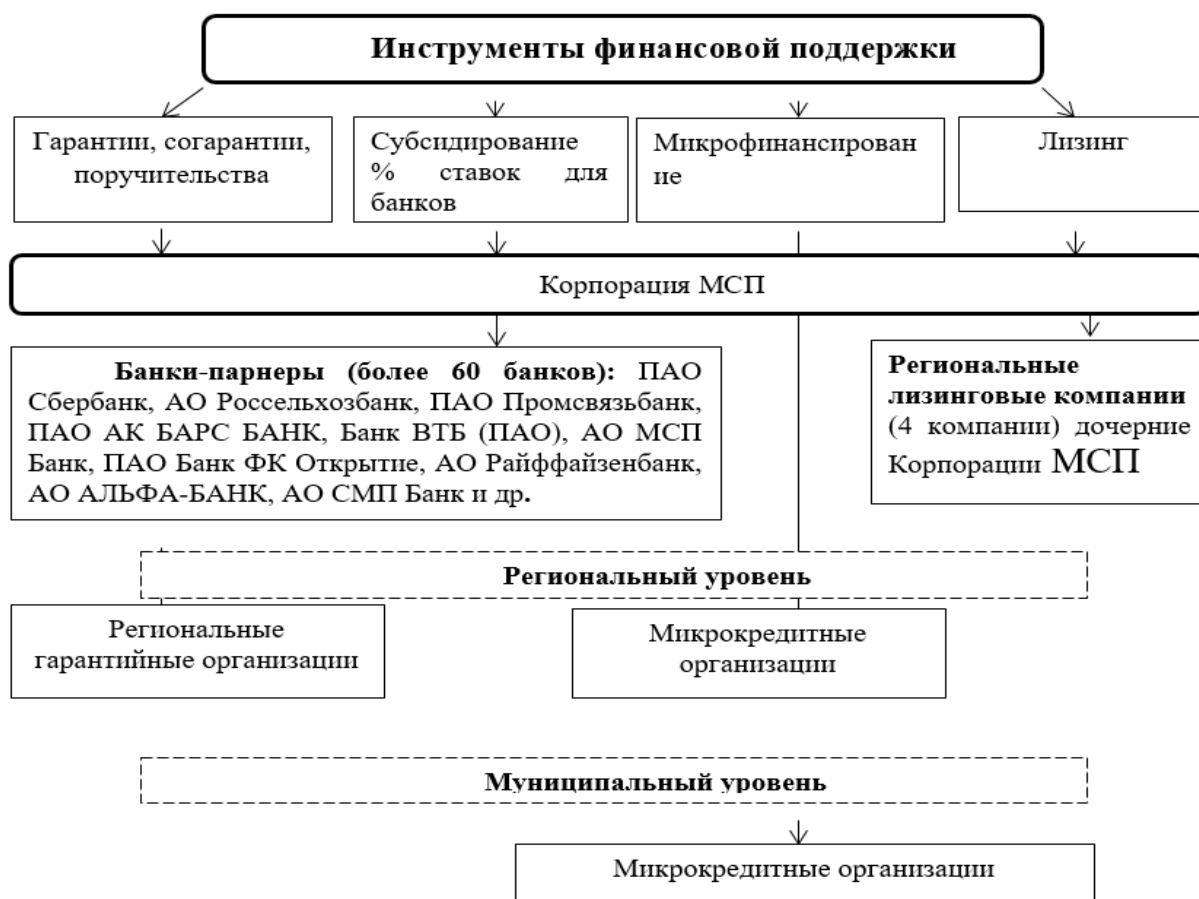 Инструменты финансовой поддержки
Гарантии, согарантии,
поручительства
Субсидирование
% ставок для
банков
Микрофинансирован
ие
Лизинг
Корпорация МСП
Банки-парнеры (более 60 банков): ПАО
Сбербанк, АО Россельхозбанк, ПАО Промсвязьбанк,
ПАО АК БАРС БАНК, Банк ВТБ (ПАО), АО МСП
Банк, ПАО Банк ФК Открытие, АО Райффайзенбанк,
АО АЛЬФА-БАНК, АО СМП Банк и др.
Региональные
лизинговые компании
(4 компании) дочерние
Корпорации МСП
Региональный уровень
Региональные
гарантийные организации
Микрокредитные
организации
Муниципальный уровень
Микрокредитные организации